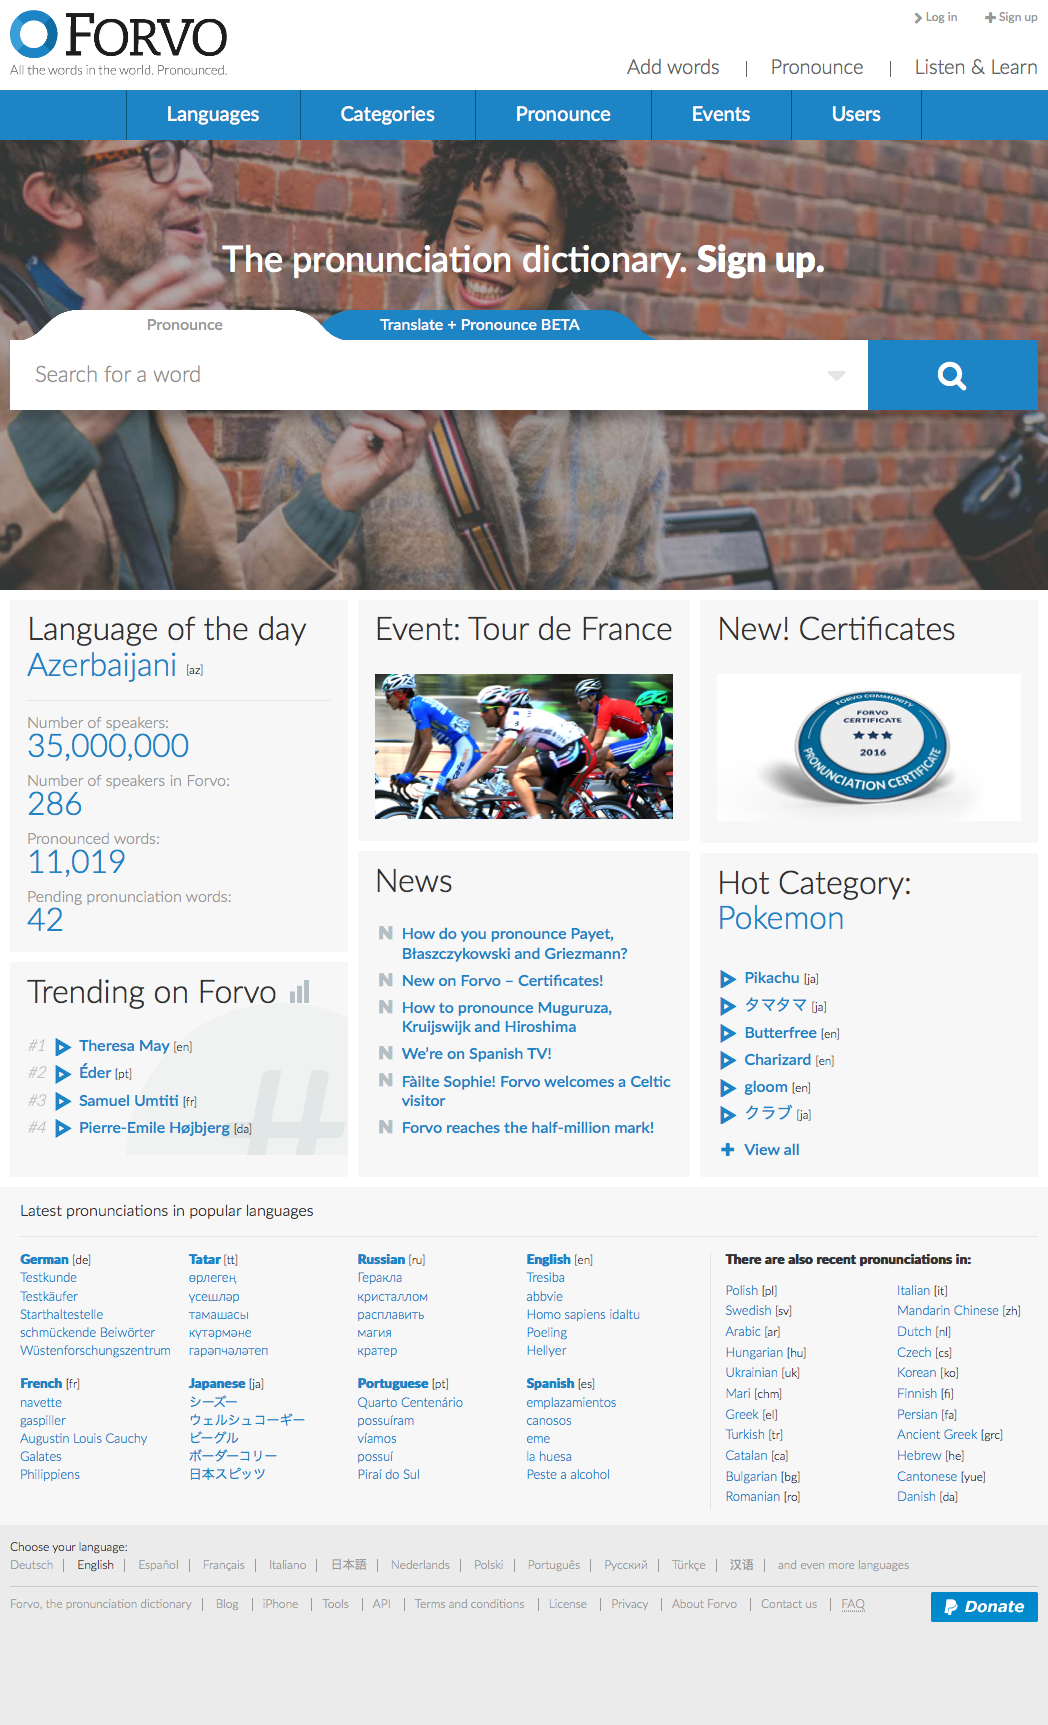 FORVO
All the words in the world. Pronounced.
Log in
Sign up
Add words | Pronounce | Listen & Learn
Languages
Categories
Pronounce
Events
Users
The pronunciation dictionary. Sign up.
Pronounce
Translate + Pronounce BETA
Search for a word
Language of the day
Azerbaijani [az]
Number of speakers:
35,000,000
Number of speakers in Forvo:
286
Pronounced words:
11,019
Pending pronunciation words:
42
Trending on Forvo
#1 Theresa May [en]
#2 Éder [pt]
#3 Samuel Umtiti [fr]
#4 Pierre-Emile Højbjerg [da]
#
Event: Tour de France
News
N How do you pronounce Payet,
Błaszczykowski and Griezmann?
N New on Forvo – Certificates!
N How to pronounce Muguruza,
Kruijswijk and Hiroshima
N We're on Spanish TV!
N Fàilte Sophie! Forvo welcomes a Celtic
visitor
N Forvo reaches the half-million mark!
New! Certificates
FORVO COMMUNITY
FORVO
CERTIFICATE
★★★
2016
PRONUNCIATION CERTIFICATE
Hot Category:
Pokemon
Pikachu [ja]
タマタマ [ja]
Butterfree [en]
Charizard [en]
gloom [en]
クラブ [ja]
View all
Latest pronunciations in popular languages
German [de]
Testkunde
Testkäufer
Starthaltestelle
schmückende Beiwörter
Wüstenforschungszentrum
Tatar [tt]
өрлегең
үсешләр
тамашасы
күтәрмәне
гарәпчәләтеп
Russian [ru]
Геракла
кристаллом
расплавить
магия
кратер
English [en]
Tresiba
abbvie
Homo sapiens idaltu
Poeling
Hellyer
French [fr]
navette
gaspiller
Augustin Louis Cauchy
Galates
Philippiens
Japanese [ja]
シーズー
ウェルシュコーギー
ビーグル
ボーダーコリー
日本スピッツ
Portuguese [pt]
Quarto Centenário
possuíram
víamos
possuí
Piraí do Sul
Spanish [es]
emplazamientos
canosos
eme
la huesa
Peste a alcohol
There are also recent pronunciations in:
Polish [pl]
Swedish [sv]
Arabic [ar]
Hungarian [hu]
Ukrainian [uk]
Mari [chm]
Greek [el]
Turkish [tr]
Catalan [ca]
Bulgarian [bg]
Romanian [ro]
Italian [it]
Mandarin Chinese [zh]
Dutch [nl]
Czech [cs]
Korean [ko]
Finnish [fi]
Persian [fa]
Ancient Greek [grc]
Hebrew [he]
Cantonese [yue]
Danish [da]
Choose your language:
Deutsch | English | Español | Français | Italiano | 日本語 | Nederlands | Polski | Português | Русский | Türkçe | 汉语 | and even more languages
Forvo, the pronunciation dictionary | Blog | iPhone | Tools | API | Terms and conditions | License | Privacy | About Forvo | Contact us | FAQ
Donate